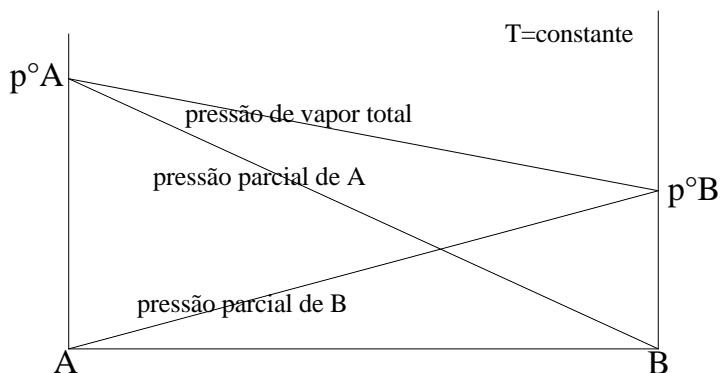 T=constante
p°A
pressão de vapor total
pressão parcial de A
p°B
pressão parcial de B
A
B